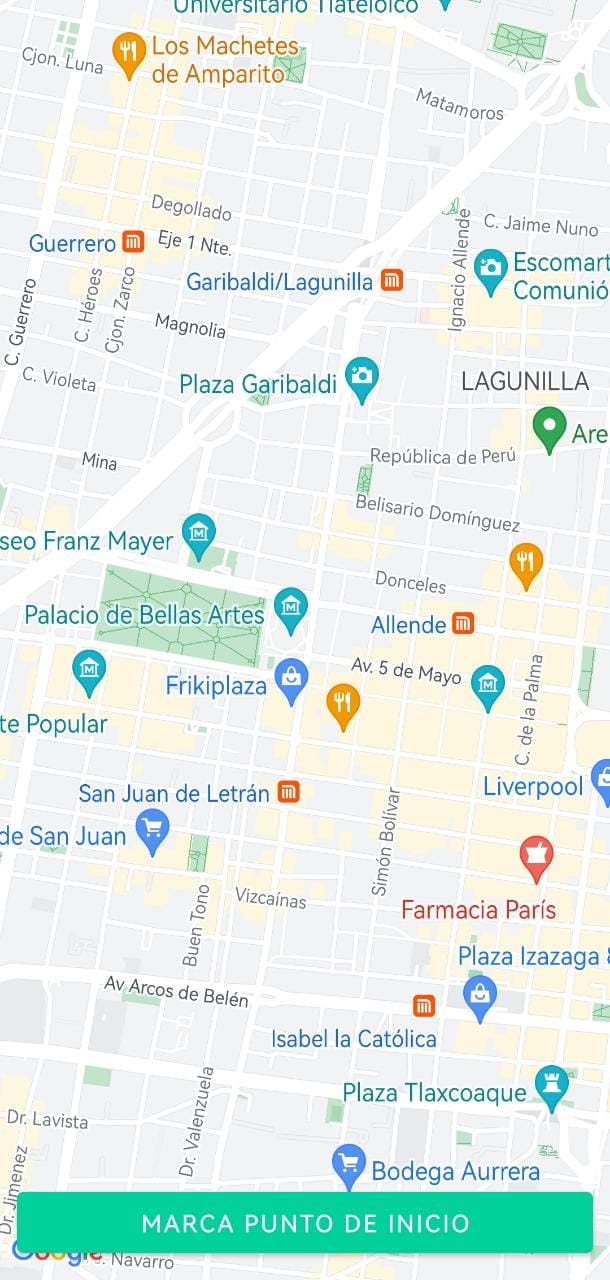 Universitario Tlatelolco
Los Machetes
de Amparito
Cjon. Luna
Matamoros
Degollado
C. Jaime Nuno
Guerrero
Eje 1 Nte.
Ignacio Allende
Escomart
Comunió
Garibaldi/Lagunilla
C. Héroes
Cjon. Zarco
C. Guerrero
Magnolia
C. Violeta
Plaza Garibaldi
LAGUNILLA
Are
Mina
República de Perú
Belisario Domínguez
seo Franz Mayer
Donceles
Palacio de Bellas Artes
Allende
Av. 5 de Mayo
C. de la Palma
Frikiplaza
te Popular
San Juan de Letrán
Liverpool
de San Juan
Simón Bolívar
Vizcaínas
Buen Tono
Farmacia París
Plaza Izazaga 8
Av Arcos de Belén
Isabel la Católica
Plaza Tlaxcoaque
Dr. Lavista
Dr. Valenzuela
Dr. Jimenez
Bodega Aurrera
MARCA PUNTO DE INICIO
Google
Navarro